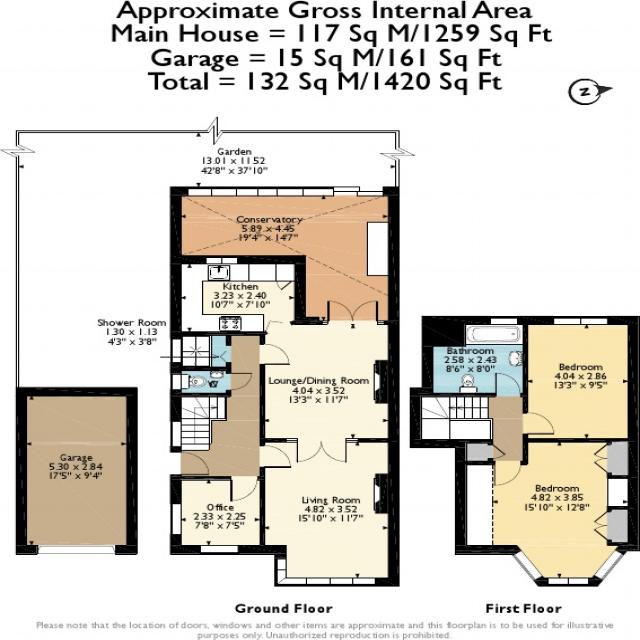 Approximate Gross Internal Area
Main House = 117 Sq M/1259 Sq Ft
Garage = 15 Sq M/161 Sq Ft
Total = 132 Sq M/1420 Sq Ft
Z
Garden
13.01 x 11.52
42'8" x 37'10"
Conservatory
5.89 x 4.45
19'4" x 14'7"
Kitchen
3.23 x 2.40
10'7" x 7'10"
Shower Room
1.30 x 1.13
4'3" x 3'8"
Lounge/Dining Room
4.04 x 3.52
13'3" x 11'7"
Bathroom
2.58 x 2.43
8'6" x 8'0"
Bedroom
4.04 x 2.86
13'3" x 9'5"
Garage
5.30 x 2.84
17'5" x 9'4"
Office
2.33 x 2.25
7'8" x 7'5"
Living Room
4.82 x 3.52
15'10" x 11'7"
Bedroom
4.82 x 3.85
15'10" x 12'8"
Ground Floor
First Floor
Please note that the location of doors, windows and other items are approximate and this floorplan is to be used for illustrative
purposes only. Unauthorized reproduction is prohibited.